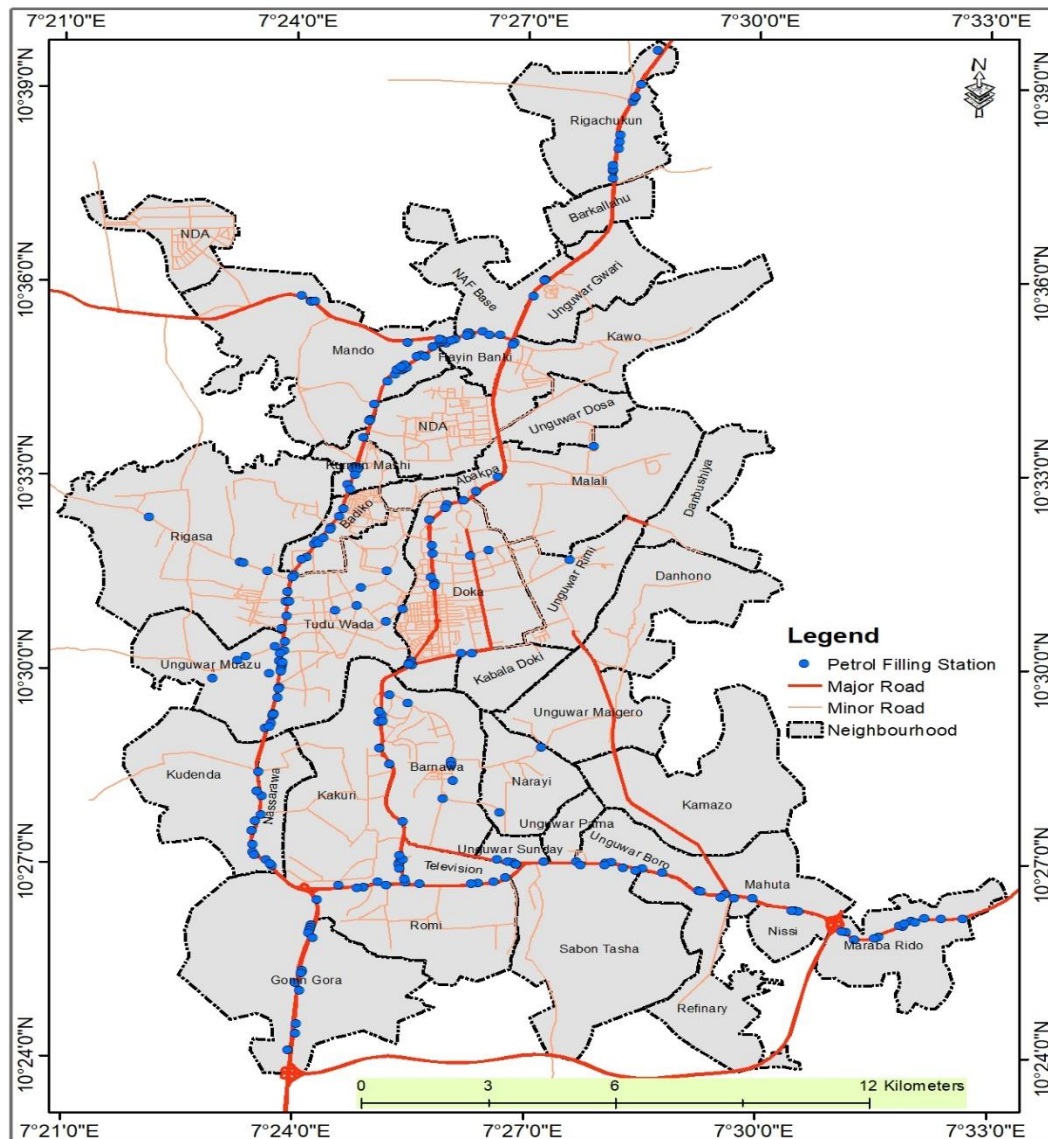 7°21'0"E 7°24'0"E 7°27'0"E 7°30'0"E 7°33'0"E
N
10°39'0"N 10°39'0"N
Rigachukun
Barkallahu
NDA
10°36'0"N 10°36'0"N
NAF Base
Unguwar Gwari
Kawo
Mando
Hayin Banki
Unguwar Dosa
NDA
10°33'0"N 10°33'0"N
Kurmin Mashi
Abakpa
Malali
Danbushiya
Badiko
Rigasa
Danhono
Unguwar Rimi
Doka
Tudu Wada
Legend
Petrol Filling Station
Major Road
Minor Road
Neighbourhood
10°30'0"N 10°30'0"N
Unguwar Muazu
Kabala Doki
Unguwar Maigero
Kudenda
Nassarawa
Kakuri
Barnawa
Narayi
Kamazo
Unguwar Pama
10°27'0"N 10°27'0"N
Unguwar Sunday
Unguwar Boro
Television
Mahuta
Romi
Nissi
Maraba Rido
Sabon Tasha
Gonin Gora
Refinary
10°24'0"N 10°24'0"N
0 3 6 12 Kilometers
7°21'0"E 7°24'0"E 7°27'0"E 7°30'0"E 7°33'0"E